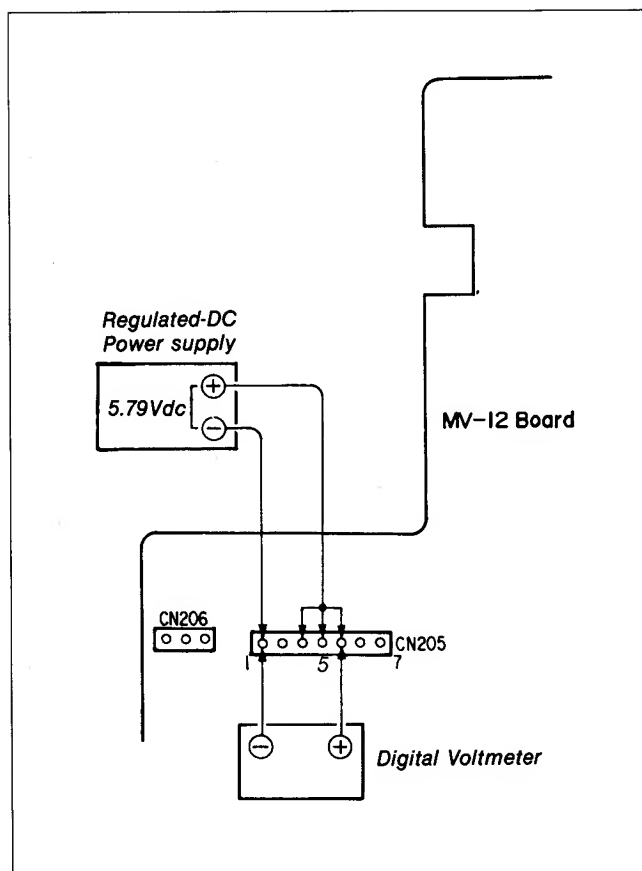 Regulated-DC
Power supply
+
5.79Vdc
−
MV-12 Board
CN206
CN205
1
5
7
−
+
Digital Voltmeter